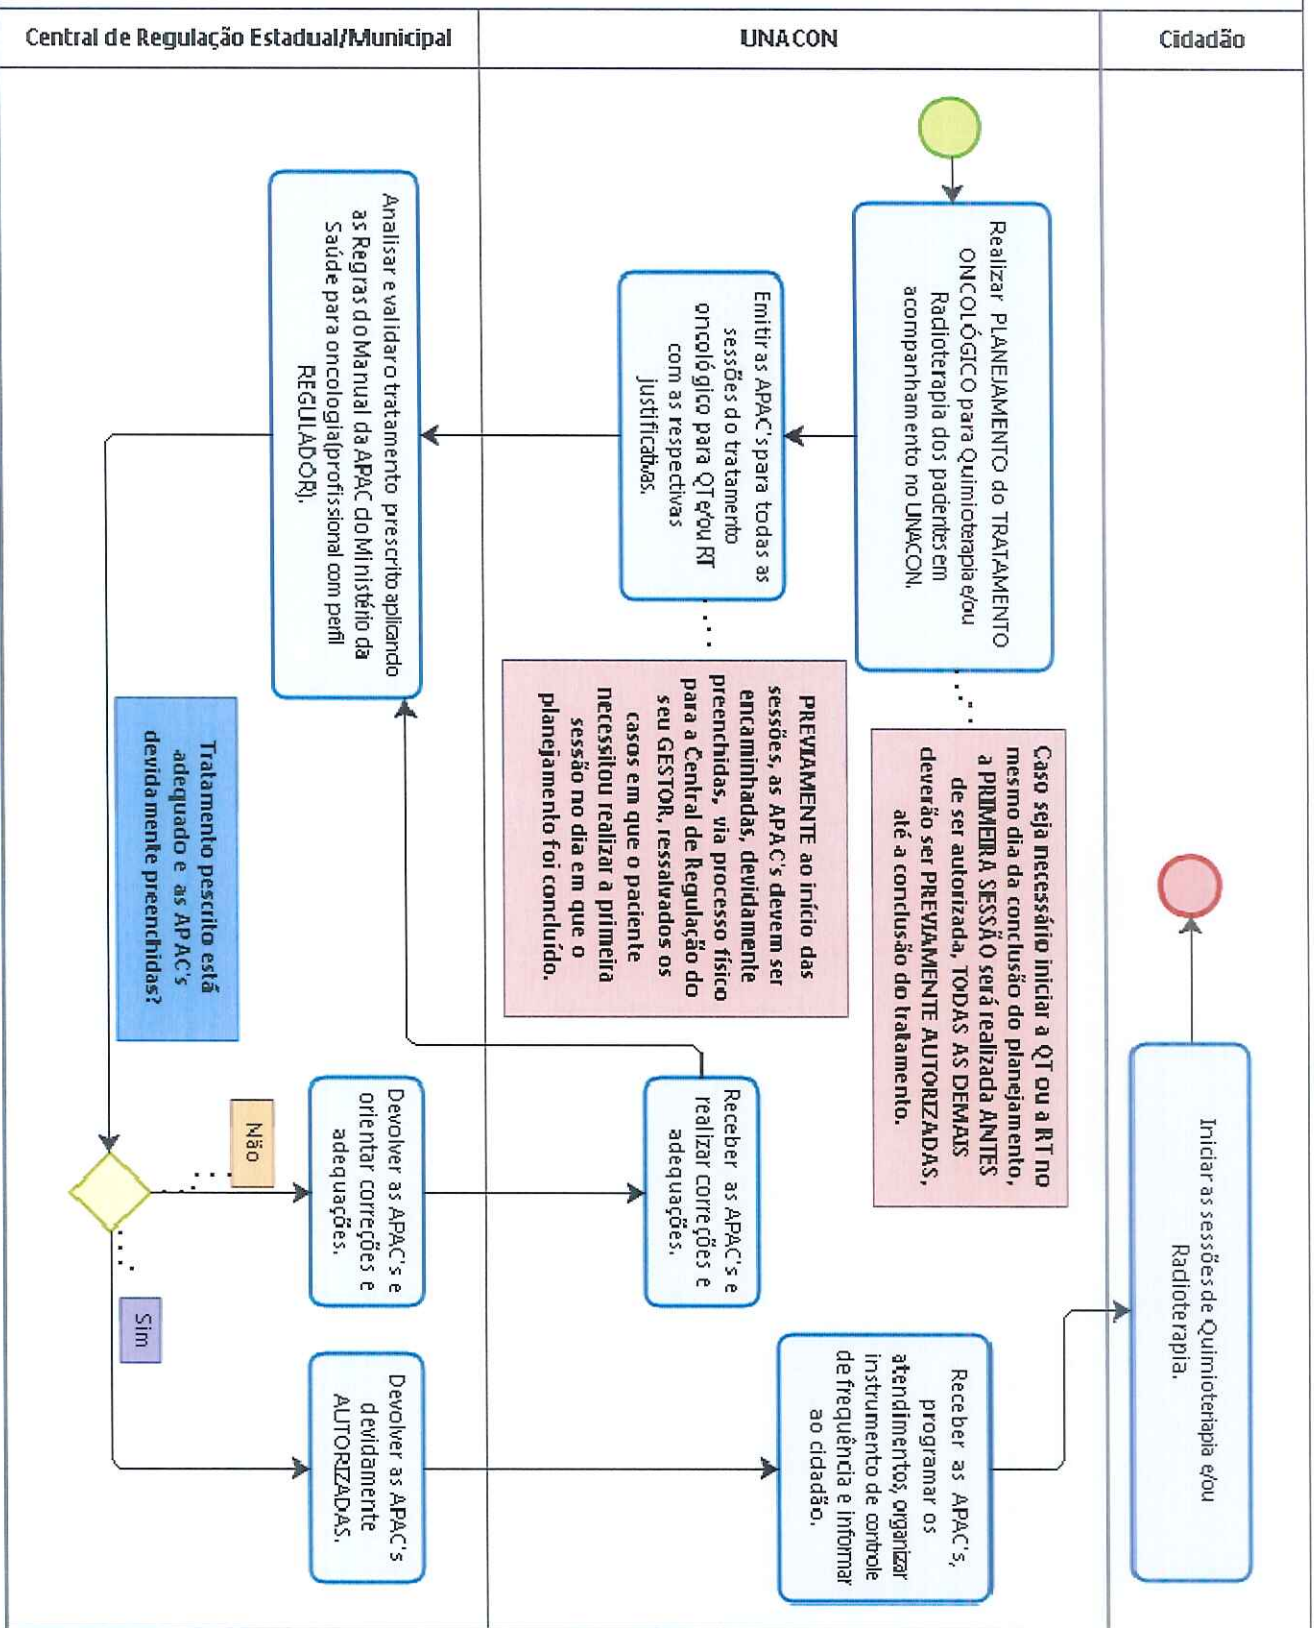 Central de Regulação Estadual/Municipal
UNACON
Cidadão
Realizar PLANEJAMENTO do TRATAMENTO
ONCOLÓGICO para Quimioterapia e/ou
Radioterapia dos pacientes em
acompanhamento no UNACON.
Caso seja necessário iniciar a QT ou a RT no
mesmo dia da conclusão do planejamento,
a PRIMEIRA SESSÃO será realizada ANTES
de ser autorizada, TODAS AS DEMAIS
deverão ser PREVIAMENTE AUTORIZADAS,
até a conclusão do tratamento.
Emitir as APAC's para todas as
sessões do tratamento
oncológico para QT e/ou RT
com as respectivas
justificativas.
PREVIAMENTE ao início das
sessões, as APAC's devem ser
encaminhadas, devidamente
preenchidas, via processo físico
para a Central de Regulação do
seu GESTOR, ressalvados os
casos em que o paciente
necessitou realizar a primeira
sessão no dia em que o
planejamento foi concluído.
Analisar e validar o tratamento prescrito aplicando
as Regras do Manual da APAC do Ministério da
Saúde para oncologia(profissional com perfil
REGULADOR).
Tratamento pescrito está
adequado e as APAC's
devidamente preenchidas?
Não
Devolver as APAC's e
orientar correções e
adequações.
Receber as APAC's e
realizar correções e
adequações.
Sim
Devolver as APAC's
devidamente
AUTORIZADAS.
Receber as APAC's,
programar os
atendimentos, organizar
instrumento de controle
de frequência e informar
ao cidadão.
Iniciar as sessões de Quimioteriapia e/ou
Radioterapia.